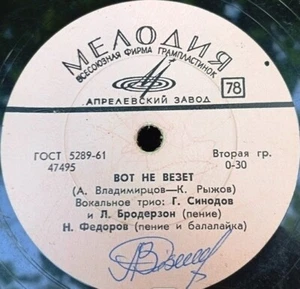 МЕЛОДИЯ
ВСЕСОЮЗНАЯ ФИРМА ГРАМПЛАСТИНОК
78
АПРЕЛЕВСКИЙ ЗАВОД
ГОСТ 5289-61
47495
Вторая гр.
0-30
ВОТ НЕ ВЕЗЕТ
(А. Владимирцов—К. Рыжов)
Вокальное трио: Г. Синодов
и Л. Бродерзон (пение)
Н. Федоров (пение и балалайка)